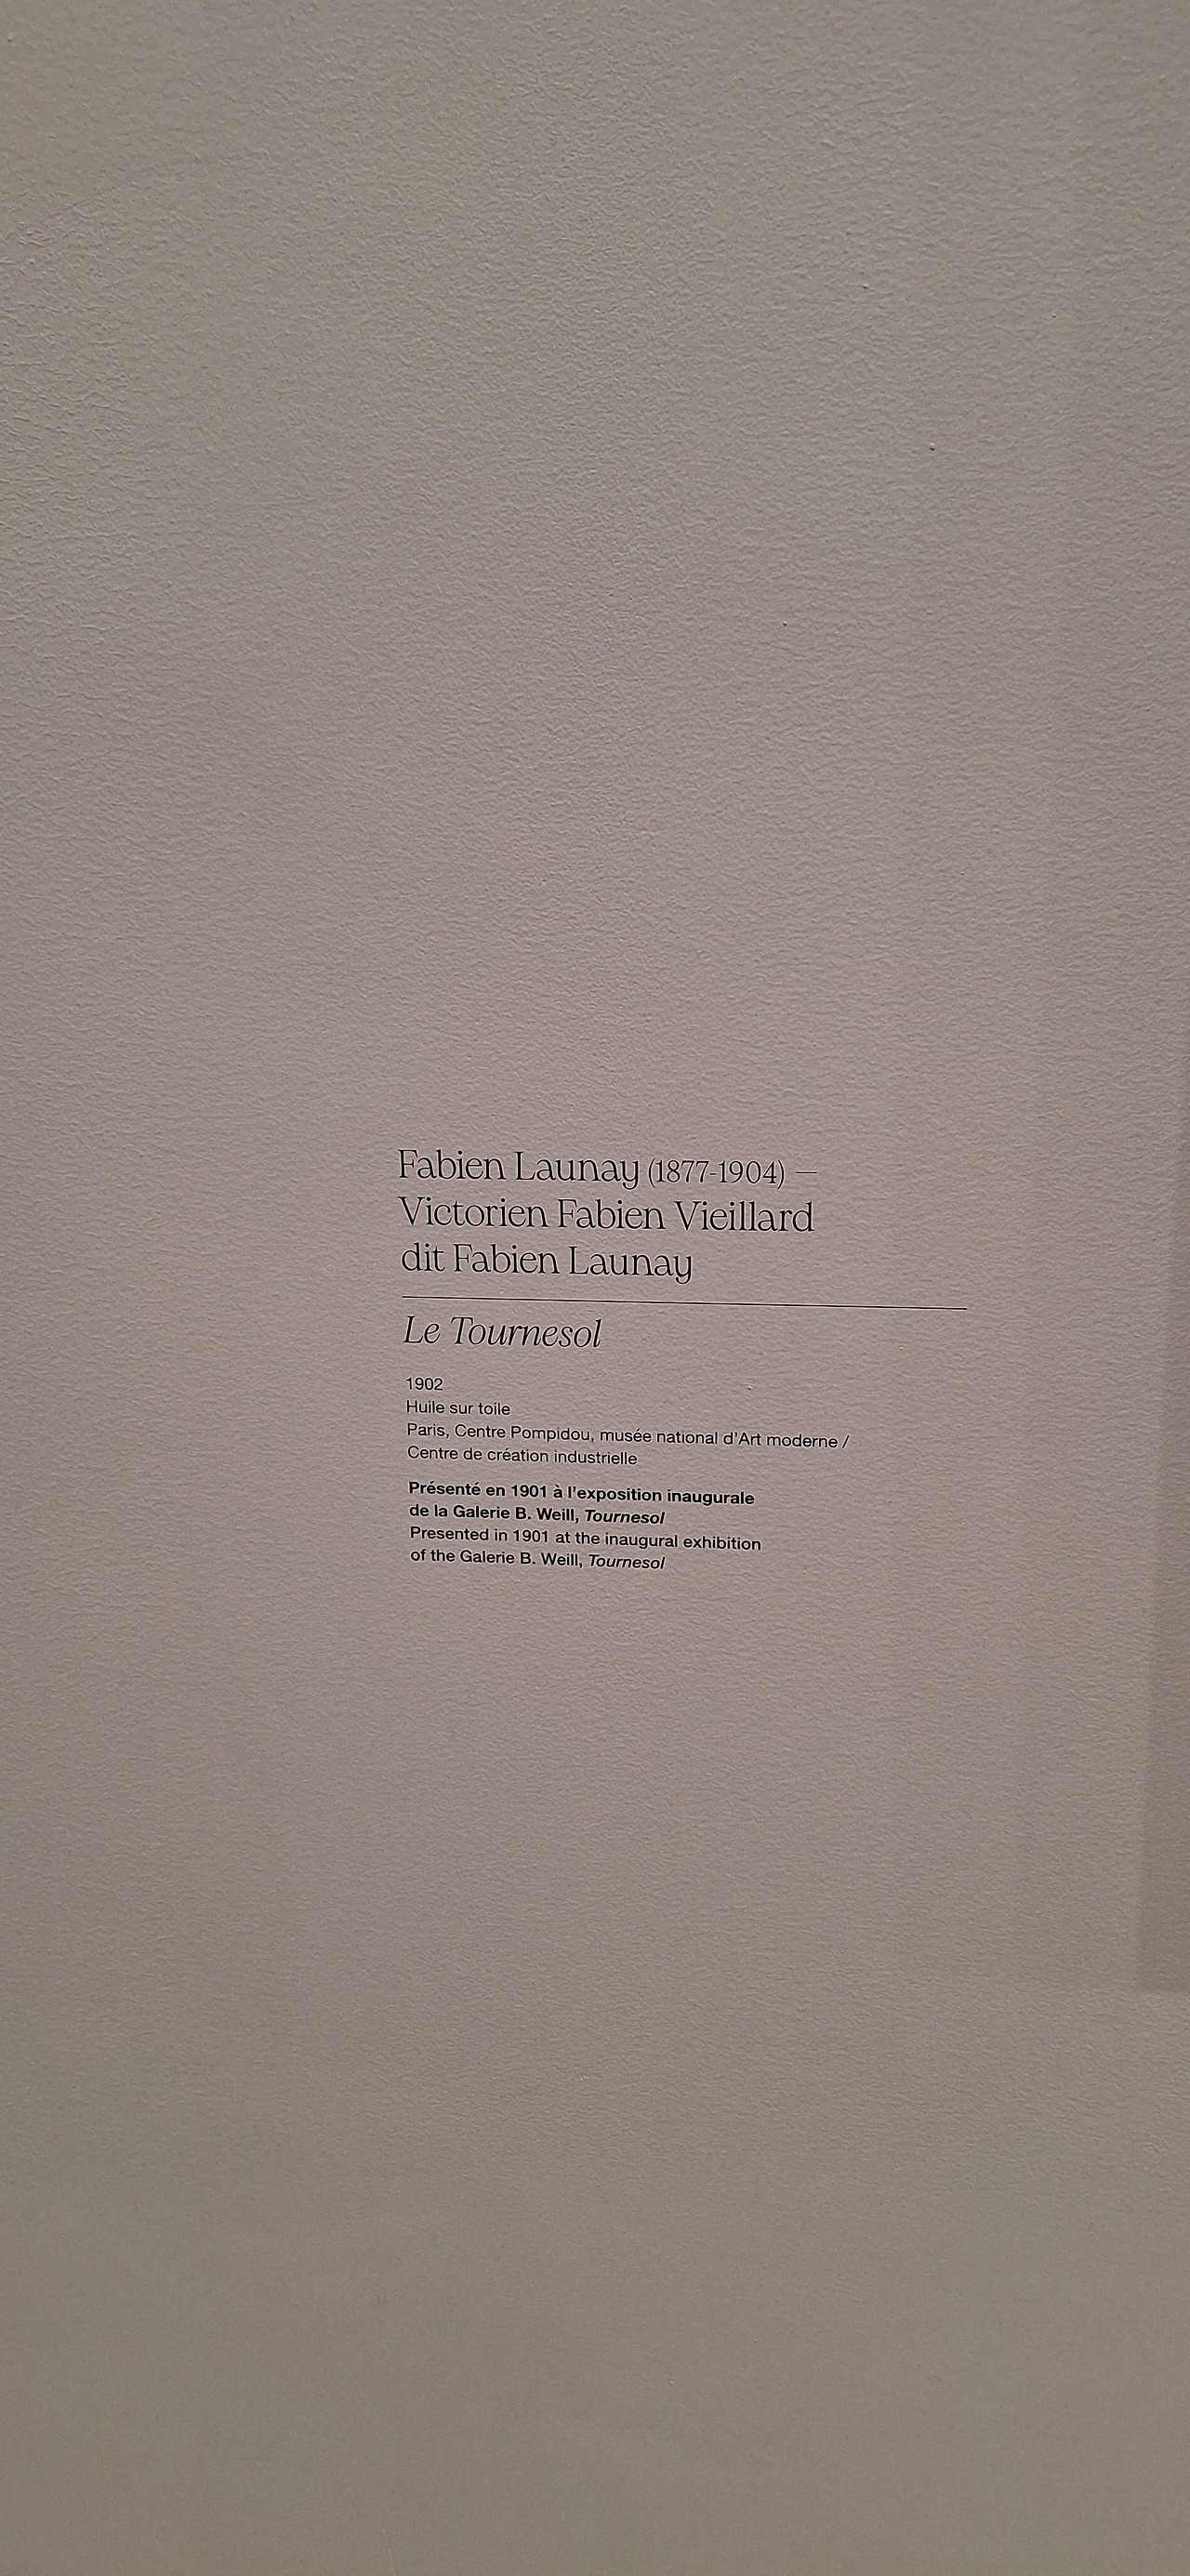 Fabien Launay (1877-1904) —
Victorien Fabien Vieillard
dit Fabien Launay
Le Tournesol
1902
Huile sur toile
Paris, Centre Pompidou, musée national d'Art moderne /
Centre de création industrielle
Présenté en 1901 à l'exposition inaugurale
de la Galerie B. Weill, Tournesol
Presented in 1901 at the inaugural exhibition
of the Galerie B. Weill, Tournesol